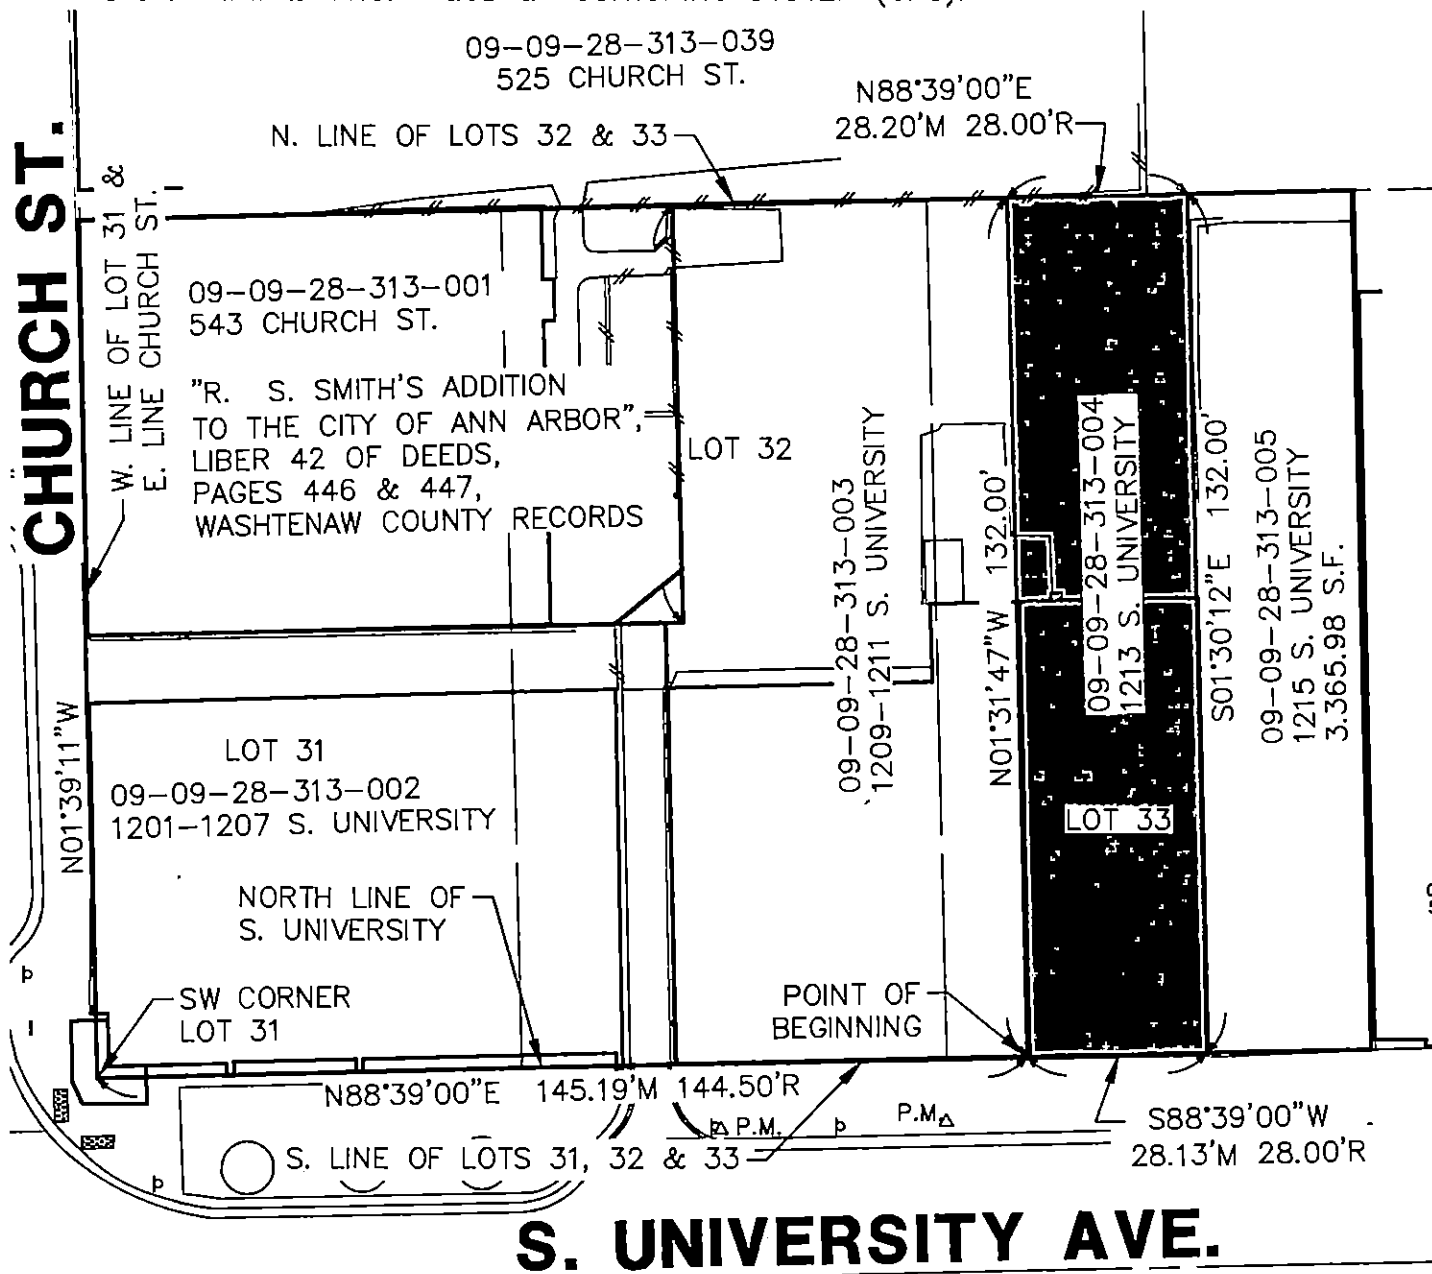 09-09-28-313-039
525 CHURCH ST.
N88°39'00"E
28.20'M 28.00'R
N. LINE OF LOTS 32 & 33
CHURCH ST.
W. LINE OF LOT 31 &
E. LINE CHURCH ST.
09-09-28-313-001
543 CHURCH ST.
"R. S. SMITH'S ADDITION
TO THE CITY OF ANN ARBOR",
LIBER 42 OF DEEDS,
PAGES 446 & 447,
WASHTENAW COUNTY RECORDS
LOT 32
09-09-28-313-003
1209-1211 S. UNIVERSITY
N01°31'47"W 132.00'
09-09-28-313-004
1213 S. UNIVERSITY
S01°30'12"E 132.00'
09-09-28-313-005
1215 S. UNIVERSITY
3.365.98 S.F.
N01°39'11"W
LOT 31
09-09-28-313-002
1201-1207 S. UNIVERSITY
LOT 33
NORTH LINE OF
S. UNIVERSITY
SW CORNER
LOT 31
POINT OF
BEGINNING
N88°39'00"E 145.19'M 144.50'R
P.M.
P.M.
S88°39'00"W
28.13'M 28.00'R
S. LINE OF LOTS 31, 32 & 33
S. UNIVERSITY AVE.